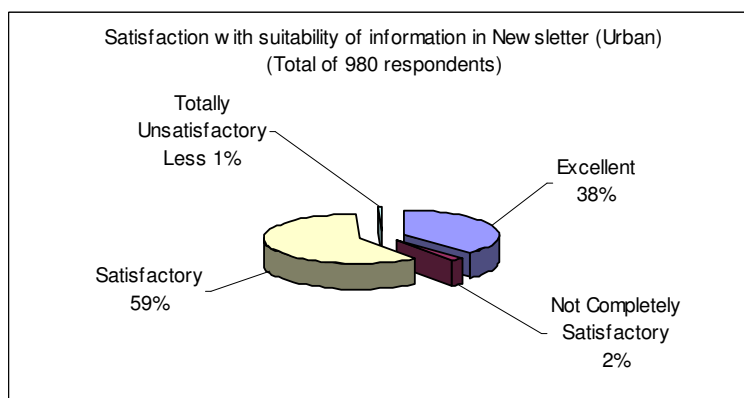 Satisfaction with suitability of information in Newsletter (Urban)
(Total of 980 respondents)
Totally
Unsatisfactory
Less 1%
Excellent
38%
Satisfactory
59%
Not Completely
Satisfactory
2%